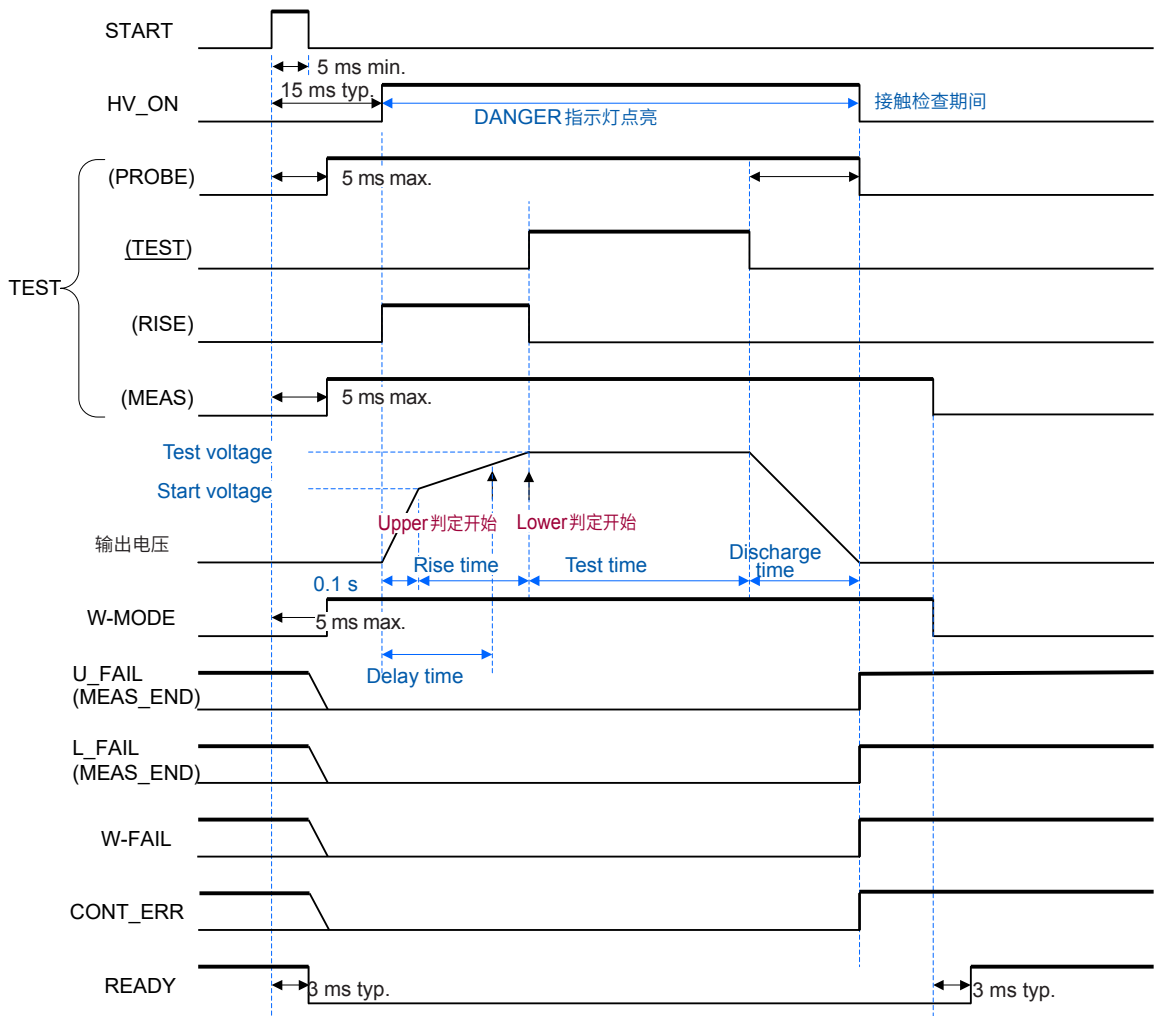 START
5 ms min.
15 ms typ.
HV_ON
接触检查期间
DANGER指示灯点亮
(PROBE)
5 ms max.
(TEST)
TEST
(RISE)
(MEAS)
5 ms max.
Test voltage
Start voltage
Upper判定开始
Lower判定开始
输出电压
Rise time
Test time
Discharge
time
0.1 s
W-MODE
5 ms max.
Delay time
U_FAIL
(MEAS_END)
L_FAIL
(MEAS_END)
W-FAIL
CONT_ERR
READY
3 ms typ.
3 ms typ.